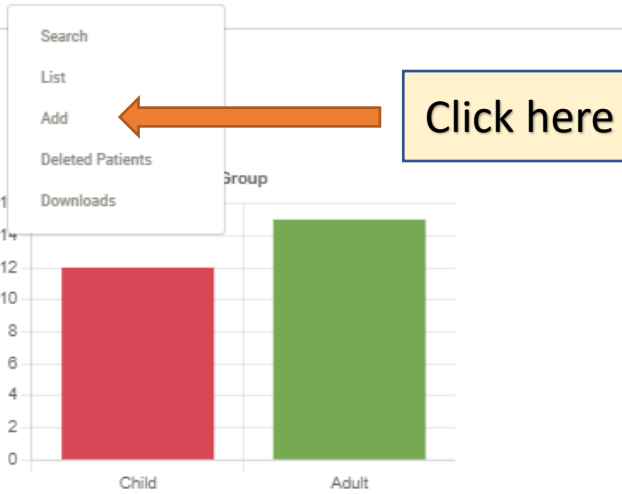 Search
List
Add
Click here
Deleted Patients
Group
Downloads
14
12
10
8
6
4
2
0
Child
Adult